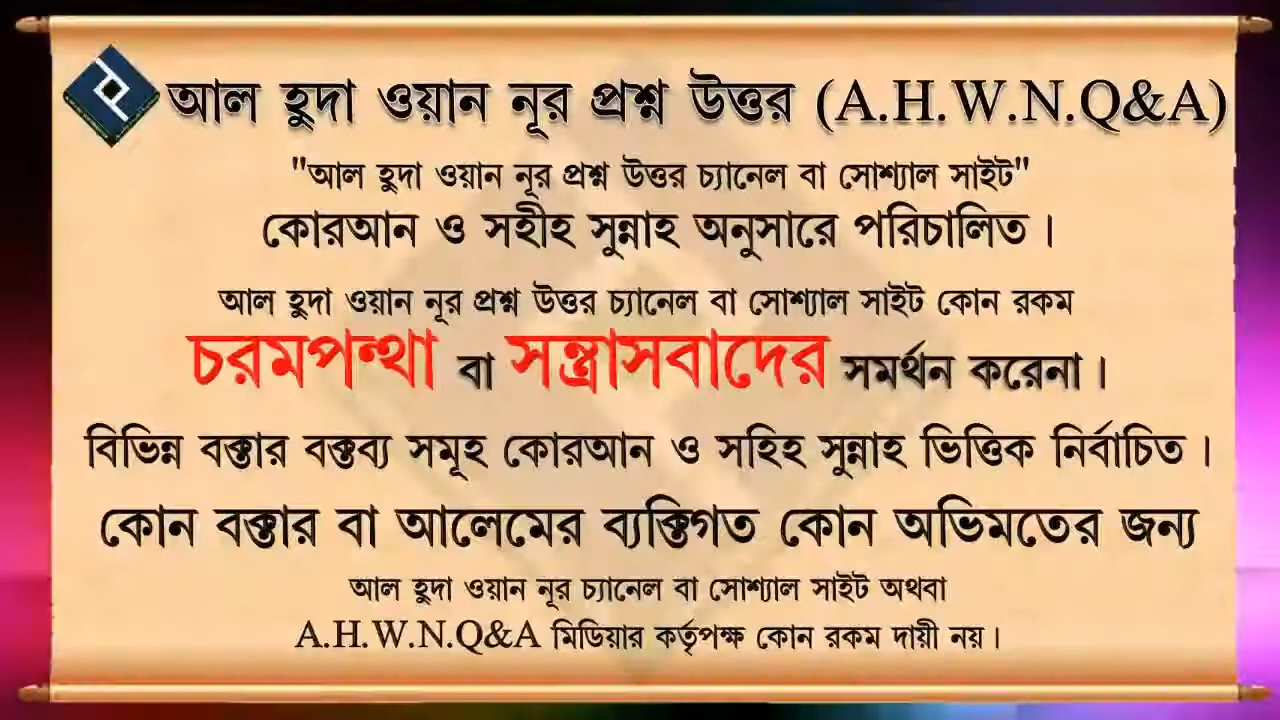 আল হুদা ওয়ান নূর প্রশ্ন উত্তর (A.H.W.N.Q&A)
"আল হুদা ওয়ান নূর প্রশ্ন উত্তর চ্যানেল বা সোশ্যাল সাইট"
কোরআন ও সহীহ সুন্নাহ অনুসারে পরিচালিত ।
আল হুদা ওয়ান নূর প্রশ্ন উত্তর চ্যানেল বা সোশ্যাল সাইট কোন রকম
চরমপন্থা বা সন্ত্রাসবাদের সমর্থন করেনা ।
বিভিন্ন বক্তার বক্তব্য সমূহ কোরআন ও সহিহ সুন্নাহ ভিত্তিক নির্বাচিত ।
কোন বক্তার বা আলেমের ব্যক্তিগত কোন অভিমতের জন্য
আল হুদা ওয়ান নূর চ্যানেল বা সোশ্যাল সাইট অথবা
A.H.W.N.Q&A মিডিয়ার কর্তৃপক্ষ কোন রকম দায়ী নয় ।